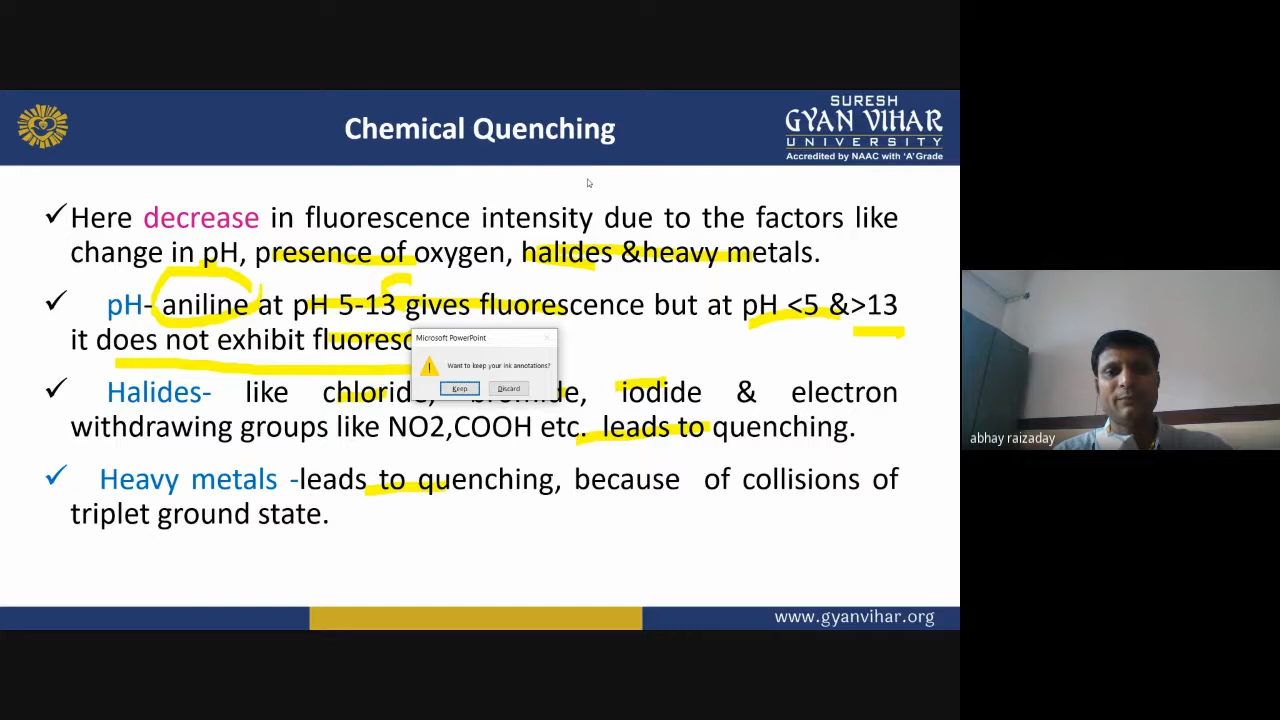 Chemical Quenching
SURESH
GYAN VIHAR
UNIVERSITY
Accredited by NAAC with 'A' Grade
✓Here decrease in fluorescence intensity due to the factors like
change in pH, presence of oxygen, halides &heavy metals.
✓ pH- aniline at pH 5-13 gives fluorescence but at pH <5 &>13
it does not exhibit fluoresc
Microsoft PowerPoint
Want to keep your ink annotations?
Keep
Discard
✓ Halides- like chloride, bromide, iodide & electron
withdrawing groups like NO2,COOH etc. leads to quenching.
✓ Heavy metals -leads to quenching, because of collisions of
triplet ground state.
www.gyanvihar.org
abhay raizaday